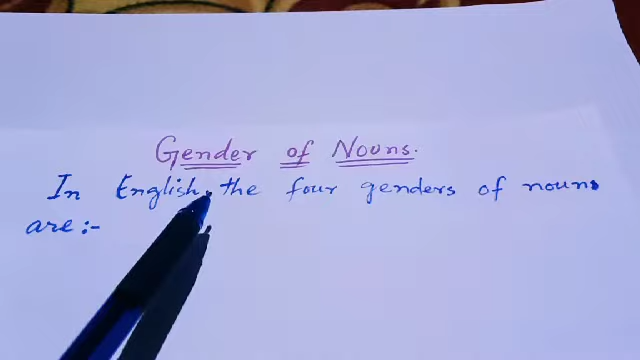 Gender of Nouns.
In English, the four genders of nouns
are :-